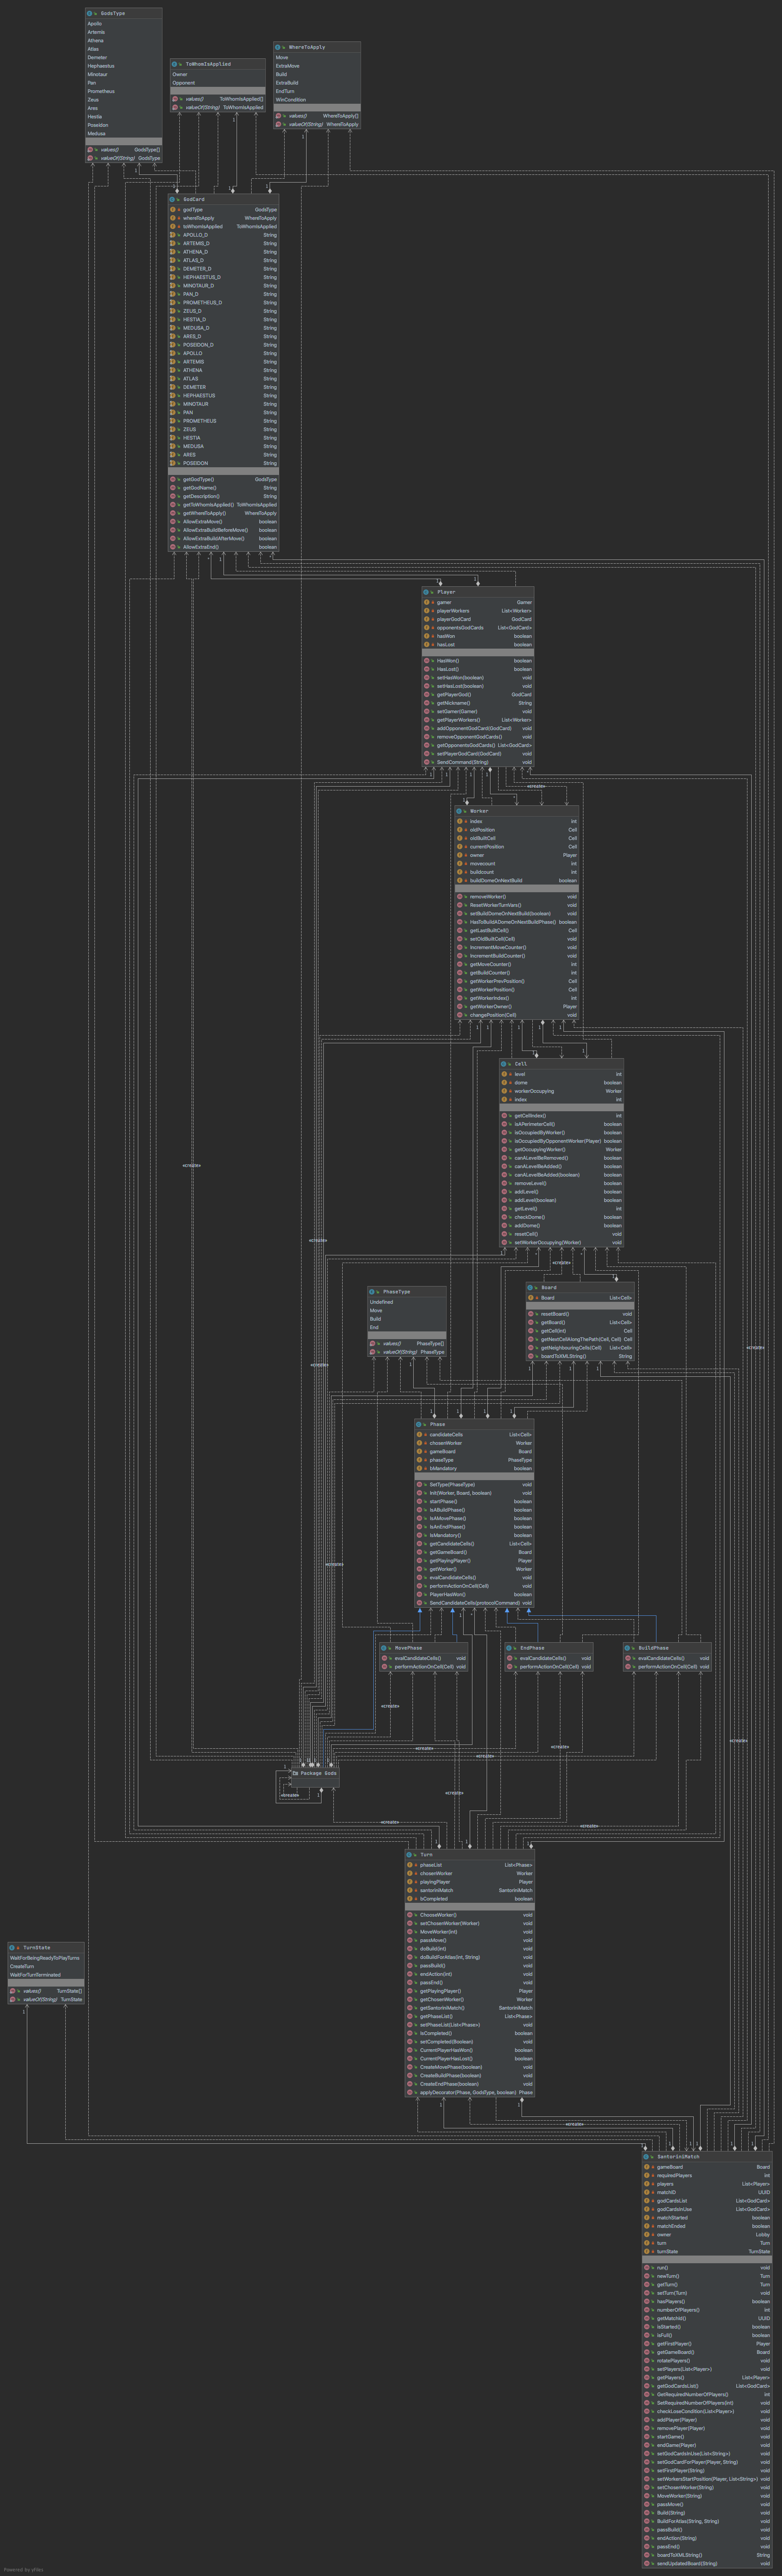 GodsType
Apollo
Artemis
Athena
Atlas
Demeter
Hephaestus
Minotaur
Pan
Prometheus
Zeus
Ares
Hestia
Poseidon
Medusa
values() GodsType[]
valueOf(String) GodsType
ToWhomIsApplied
Owner
Opponent
values() ToWhomIsApplied[]
valueOf(String) ToWhomIsApplied
WhereToApply
Move
ExtraMove
Build
ExtraBuild
EndTurn
WinCondition
values() WhereToApply[]
valueOf(String) WhereToApply
GodCard
godType GodsType
whereToApply WhereToApply
toWhomIsApplied ToWhomIsApplied
APOLLO_D String
ARTEMIS_D String
ATHENA_D String
ATLAS_D String
DEMETER_D String
HEPHAESTUS_D String
MINOTAUR_D String
PAN_D String
PROMETHEUS_D String
ZEUS_D String
HESTIA_D String
MEDUSA_D String
ARES_D String
POSEIDON_D String
APOLLO String
ARTEMIS String
ATHENA String
ATLAS String
DEMETER String
HEPHAESTUS String
MINOTAUR String
PAN String
PROMETHEUS String
ZEUS String
HESTIA String
MEDUSA String
ARES String
POSEIDON String
getGodType() GodsType
getGodName() String
getDescription() String
getToWhomIsApplied() ToWhomIsApplied
getWhereToApply() WhereToApply
AllowExtraMove() boolean
AllowExtraBuildBeforeMove() boolean
AllowExtraBuildAfterMove() boolean
AllowExtraEnd() boolean
Player
gamer Gamer
playerWorkers List<Worker>
playerGodCard GodCard
opponentsGodCards List<GodCard>
hasWon boolean
hasLost boolean
HasWon() boolean
HasLost() boolean
setHasWon(boolean) void
setHasLost(boolean) void
getPlayerGod() GodCard
getNickname() String
setGamer(Gamer) void
getPlayerWorkers() List<Worker>
addOpponentGodCard(GodCard) void
removeOpponentGodCards() void
getOpponentsGodCards() List<GodCard>
setPlayerGodCard(GodCard) void
SendCommand(String) void
«create»
Worker
index int
oldPosition Cell
oldBuiltCell Cell
currentPosition Cell
owner Player
movecount int
buildcount int
buildDomeOnNextBuild boolean
removeWorker() void
ResetWorkerTurnVars() void
setBuildDomeOnNextBuild(boolean) void
HasToBuildADomeOnNextBuildPhase() boolean
getLastBuiltCell() Cell
setOldBuiltCell(Cell) void
incrementMoveCounter() void
incrementBuildCounter() void
getMoveCounter() int
getBuildCounter() int
getWorkerPrevPosition() Cell
getWorkerPosition() Cell
getWorkerIndex() int
getWorkerOwner() Player
changePosition(Cell) void
Cell
level int
dome boolean
workerOccupying Worker
index int
getCellIndex() int
isAPerimeterCell() boolean
isOccupiedByWorker() boolean
isOccupiedByOpponentWorker(Player) boolean
getOccupyingWorker() Worker
canALevelBeRemoved() boolean
canALevelBeAdded() boolean
canALevelBeAdded(boolean) boolean
removeLevel() boolean
addLevel() boolean
addLevel(boolean) boolean
getLevel() int
checkDome() boolean
addDome() boolean
resetCell() void
setWorkerOccupying(Worker) void
«create»
«create»
«create»
Board
Board List<Cell>
resetBoard() void
getBoard() List<Cell>
getCell(int) Cell
getNextCellAlongThePath(Cell, Cell) Cell
getNeighbouringCells(Cell) List<Cell>
boardToXMLString() String
PhaseType
Undefined
Move
Build
End
values() PhaseType[]
valueOf(String) PhaseType
«create»
«create»
Phase
candidateCells List<Cell>
chosenWorker Worker
gameBoard Board
phaseType PhaseType
bMandatory boolean
SetType(PhaseType) void
Init(Worker, Board, boolean) void
startPhase() boolean
IsABuildPhase() boolean
IsAMovePhase() boolean
IsAnEndPhase() boolean
IsMandatory() boolean
getCandidateCells() List<Cell>
getGameBoard() Board
getPlayingPlayer() Player
getWorker() Worker
evalCandidateCells() void
performActionOnCell(Cell) void
PlayerHasWon() boolean
SendCandidateCells(protocolCommand) void
«create»
MovePhase
evalCandidateCells() void
performActionOnCell(Cell) void
EndPhase
evalCandidateCells() void
performActionOnCell(Cell) void
BuildPhase
evalCandidateCells() void
performActionOnCell(Cell) void
«create»
«create»
«create»
«create»
Package Gods
«create»
«create»
«create»
«create»
Turn
phaseList List<Phase>
chosenWorker Worker
playingPlayer Player
santoriniMatch SantoriniMatch
bCompleted boolean
ChooseWorker() void
setChosenWorker(Worker) void
MoveWorker(int) void
passMove() void
doBuild(int) void
doBuildForAtlas(int, String) void
passBuild() void
endAction(int) void
passEnd() void
getPlayingPlayer() Player
getChosenWorker() Worker
getSantoriniMatch() SantoriniMatch
getPhaseList() List<Phase>
setPhaseList(List<Phase>) void
IsCompleted() boolean
setCompleted(Boolean) void
CurrentPlayerHasWon() boolean
CurrentPlayerHasLost() boolean
CreateMovePhase(boolean) void
CreateBuildPhase(boolean) void
CreateEndPhase(boolean) void
applyDecorator(Phase, GodsType, boolean) Phase
TurnState
WaitForBeingReadyToPlayTurns
CreateTurn
WaitForTurnTerminated
values() TurnState[]
valueOf(String) TurnState
«create»
SantoriniMatch
gameBoard Board
requiredPlayers int
players List<Player>
matchID UUID
godCardsList List<GodCard>
godCardsInUse List<GodCard>
matchStarted boolean
matchEnded boolean
owner Lobby
turn Turn
turnState TurnState
run() void
newTurn() Turn
getTurn() Turn
setTurn(Turn) void
hasPlayers() boolean
numberOfPlayers() int
getMatchId() UUID
isStarted() boolean
isFull() boolean
getFirstPlayer() Player
getGameBoard() Board
rotatePlayers() void
setPlayers(List<Player>) void
getPlayers() List<Player>
getGodCardsList() List<GodCard>
GetRequiredNumberOfPlayers() int
SetRequiredNumberOfPlayers(int) void
checkLoseCondition(List<Player>) void
addPlayer(Player) void
removePlayer(Player) void
startGame() void
endGame(Player) void
setGodCardsInUse(List<String>) void
setGodCardForPlayer(Player, String) void
setFirstPlayer(String) void
setWorkersStartPosition(Player, List<String>) void
setChosenWorker(String) void
MoveWorker(String) void
passMove() void
Build(String) void
BuildForAtlas(String, String) void
passBuild() void
endAction(String) void
passEnd() void
boardToXMLString() String
sendUpdatedBoard(String) void
Powered by yFiles